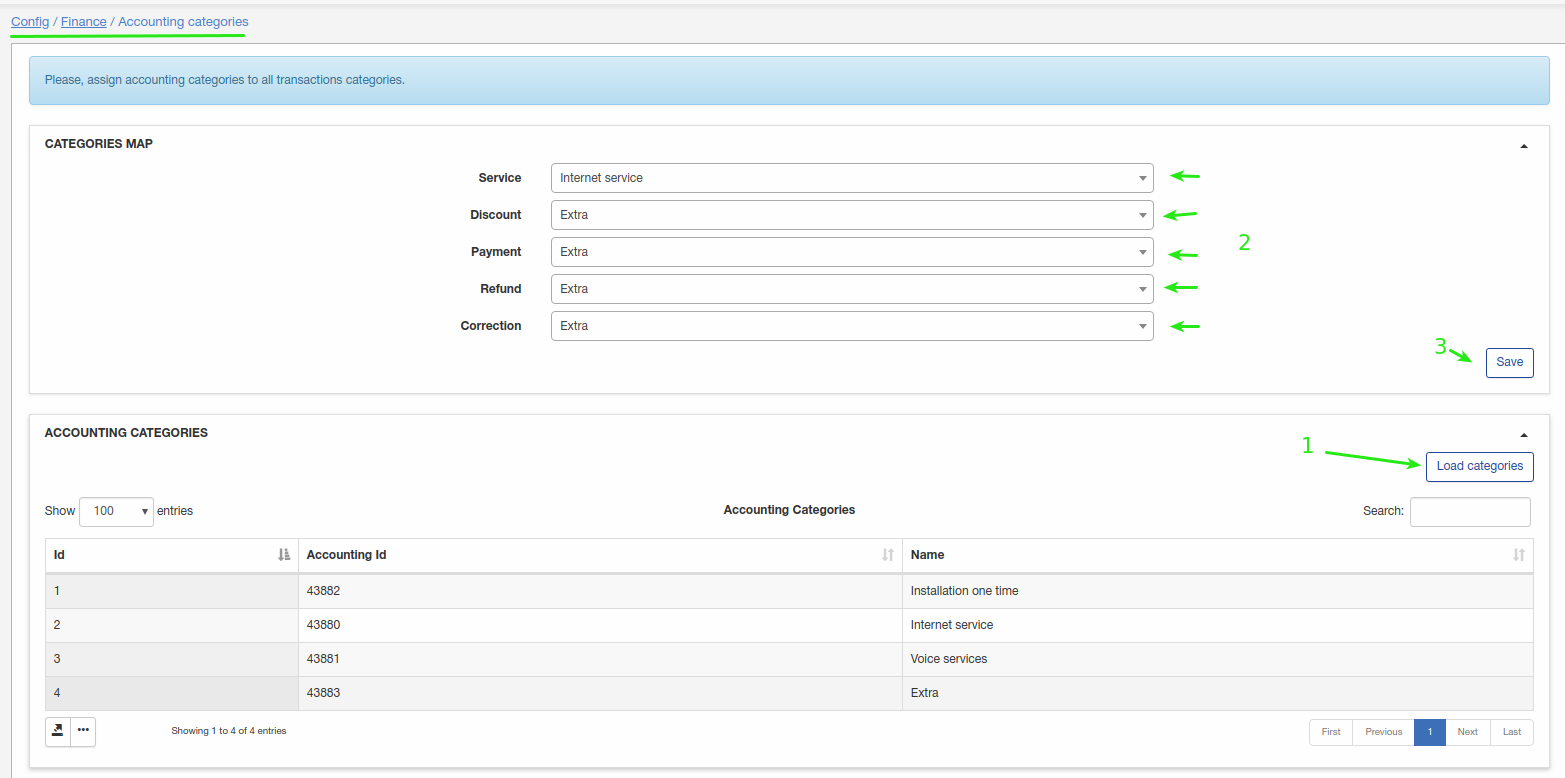 Config / Finance / Accounting categories
Please, assign accounting categories to all transactions categories.
CATEGORIES MAP
Service Internet service
Discount Extra
2
Payment Extra
Refund Extra
Correction Extra
3 Save
ACCOUNTING CATEGORIES
1 Load categories
Show 100 entries Accounting Categories Search:
Id Accounting Id Name
1 43882 Installation one time
2 43880 Internet service
3 43881 Voice services
4 43883 Extra
Showing 1 to 4 of 4 entries First Previous 1 Next Last